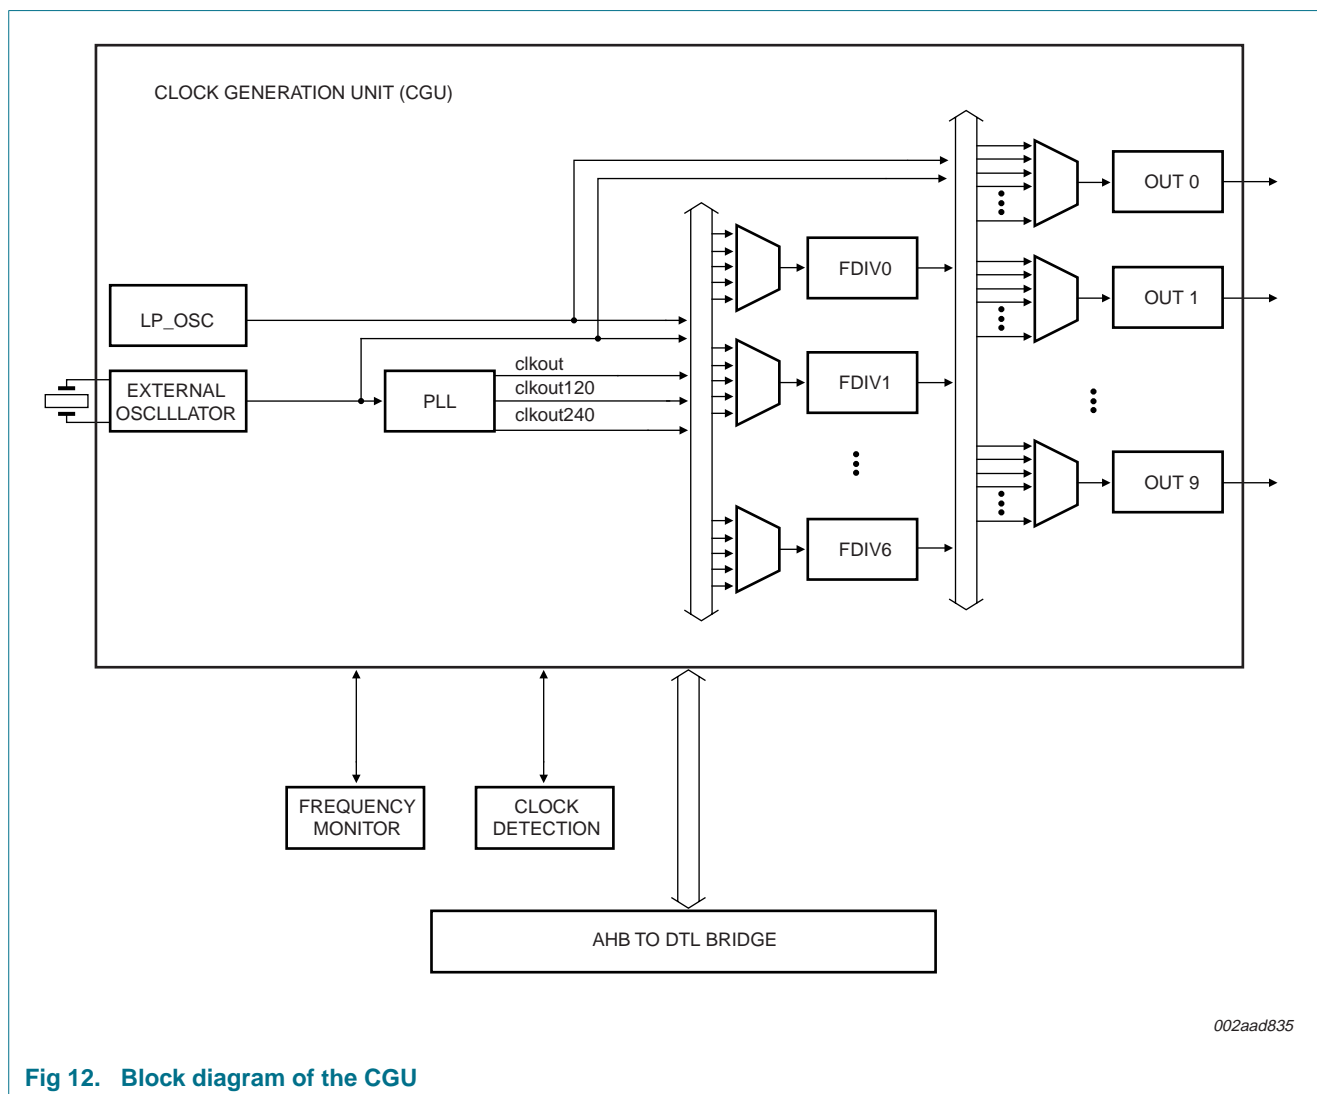 CLOCK GENERATION UNIT (CGU)
OUT 0
FDIV0
OUT 1
LP_OSC
EXTERNAL
OSCLLLATOR
PLL
clkout
clkout120
clkout240
FDIV1
OUT 9
FDIV6
FREQUENCY
MONITOR
CLOCK
DETECTION
AHB TO DTL BRIDGE
002aad835
Fig 12. Block diagram of the CGU